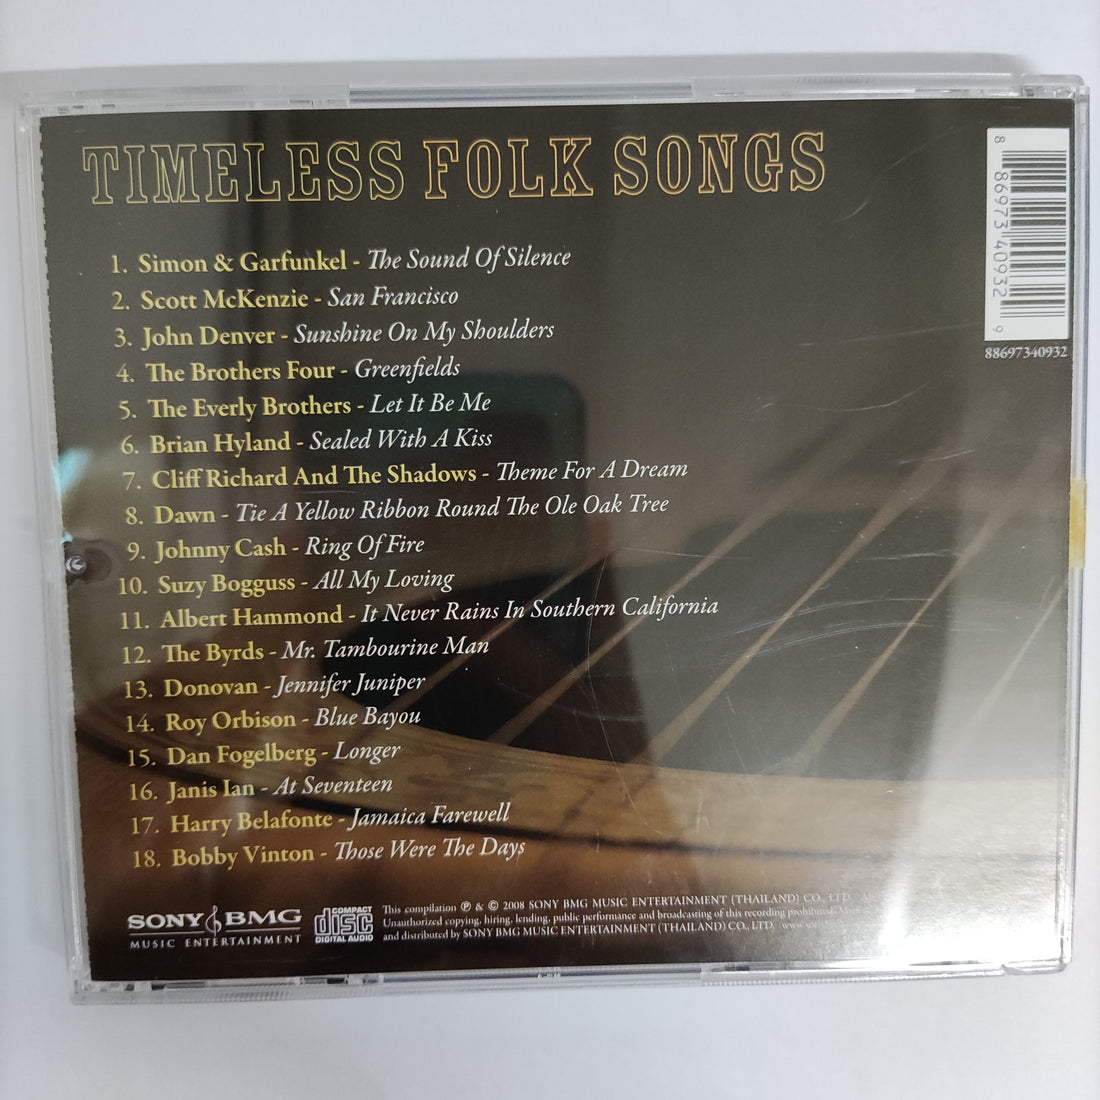 TIMELESS FOLK SONGS
1. Simon & Garfunkel - The Sound Of Silence
2. Scott McKenzie - San Francisco
3. John Denver - Sunshine On My Shoulders
4. The Brothers Four - Greenfields
5. The Everly Brothers - Let It Be Me
6. Brian Hyland - Sealed With A Kiss
7. Cliff Richard And The Shadows - Theme For A Dream
8. Dawn - Tie A Yellow Ribbon Round The Ole Oak Tree
9. Johnny Cash - Ring Of Fire
10. Suzy Bogguss - All My Loving
11. Albert Hammond - It Never Rains In Southern California
12. The Byrds - Mr. Tambourine Man
13. Donovan - Jennifer Juniper
14. Roy Orbison - Blue Bayou
15. Dan Fogelberg - Longer
16. Janis Ian - At Seventeen
17. Harry Belafonte - Jamaica Farewell
18. Bobby Vinton - Those Were The Days
8 86973 40932 9
88697340932
SONY BMG
MUSIC ENTERTAINMENT
COMPACT
disc
DIGITAL AUDIO
This compilation ℗ & © 2008 SONY BMG MUSIC ENTERTAINMENT (THAILAND) CO., LTD.
Unauthorized copying, hiring, lending, public performance and broadcasting of this recording prohibited.
and distributed by SONY BMG MUSIC ENTERTAINMENT (THAILAND) CO., LTD.